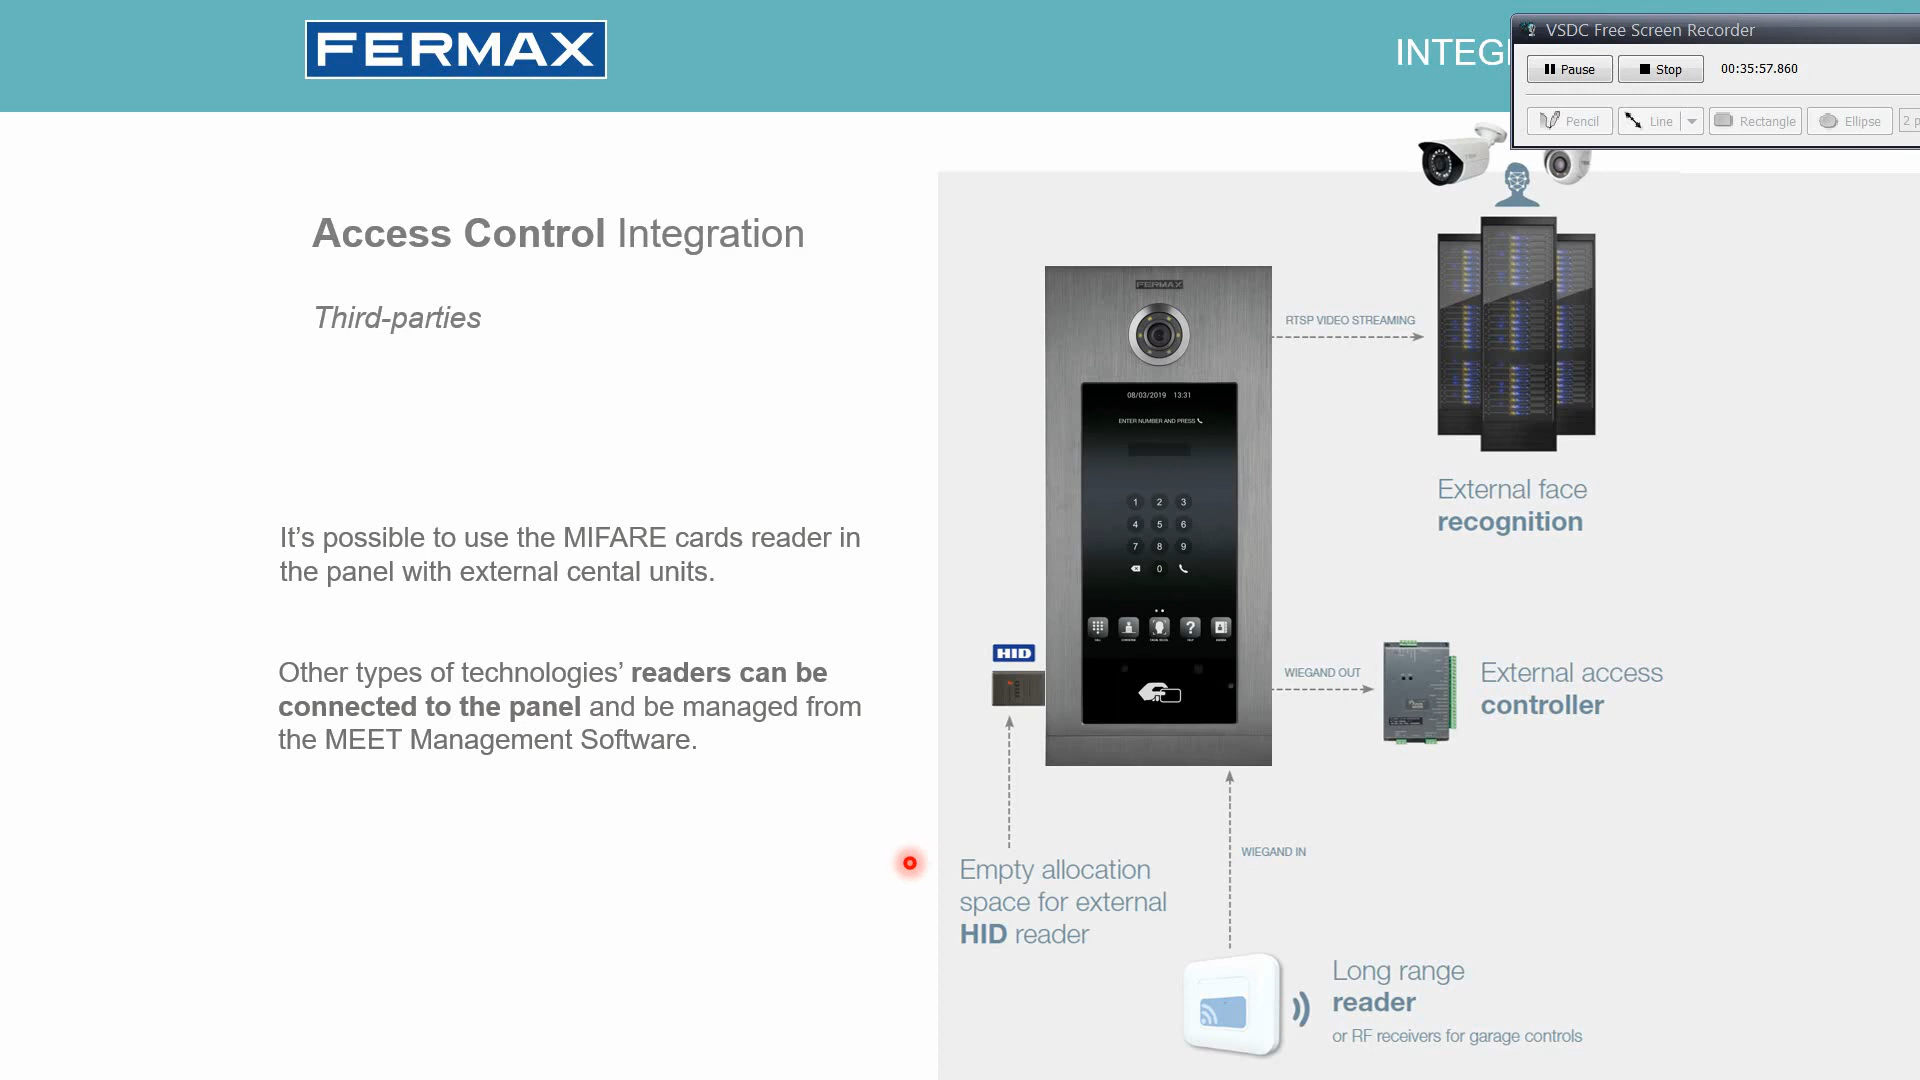 FERMAX
INTEG
VSDC Free Screen Recorder
Pause
Stop
00:35:57.860
Pencil
Line
Rectangle
Ellipse
2 p
Access Control Integration
Third-parties
It’s possible to use the MIFARE cards reader in
the panel with external cental units.
Other types of technologies’ readers can be
connected to the panel and be managed from
the MEET Management Software.
FERMAX
08/03/2019 13:31
ENTER NUMBER AND PRESS
1 2 3
4 5 6
7 8 9
0
?
HID
RTSP VIDEO STREAMING
External face
recognition
WIEGAND OUT
External access
controller
Empty allocation
space for external
HID reader
WIEGAND IN
Long range
reader
or RF receivers for garage controls